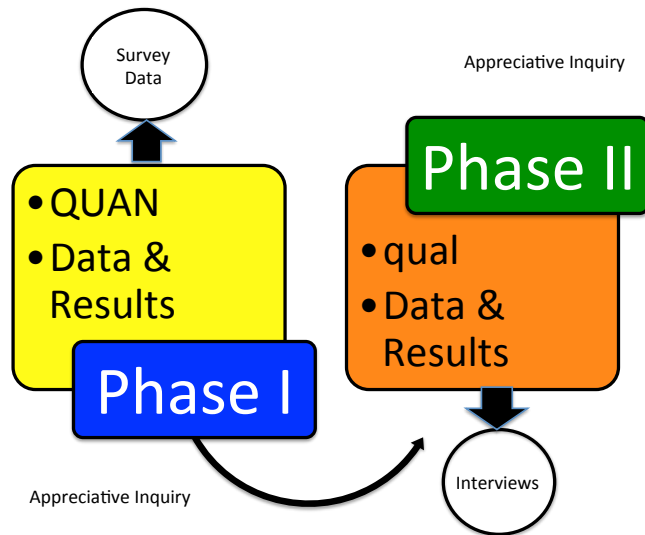 Survey
Data
Appreciative Inquiry
•QUAN
•Data &
Results
Phase I
Phase II
•qual
•Data &
Results
Appreciative Inquiry
Interviews